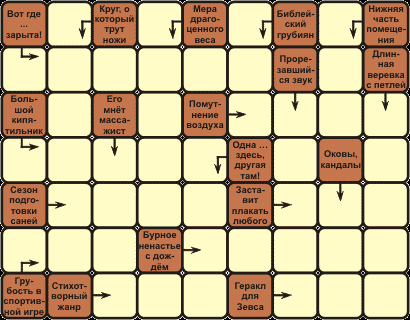 Вот где
...
зарыта!
Круг, о
который
трут
ножи
Мера
драго-
ценного
веса
Библей-
ский
грубиян
Нижняя
часть
помеще-
ния
Проре-
завший-
ся звук
Длин-
ная
веревка
с петлей
Боль-
шой
кипя-
тильник
Его
мнёт
масса-
жист
Помут-
нение
воздуха
Одна ...
здесь,
другая
там!
Оковы,
кандалы
Сезон
подго-
товки
саней
Заста-
вит
плакать
любого
Бурное
ненастье
с дож-
дём
Гру-
бость в
спортив-
ной игре
Стихот-
ворный
жанр
Геракл
для
Зевса